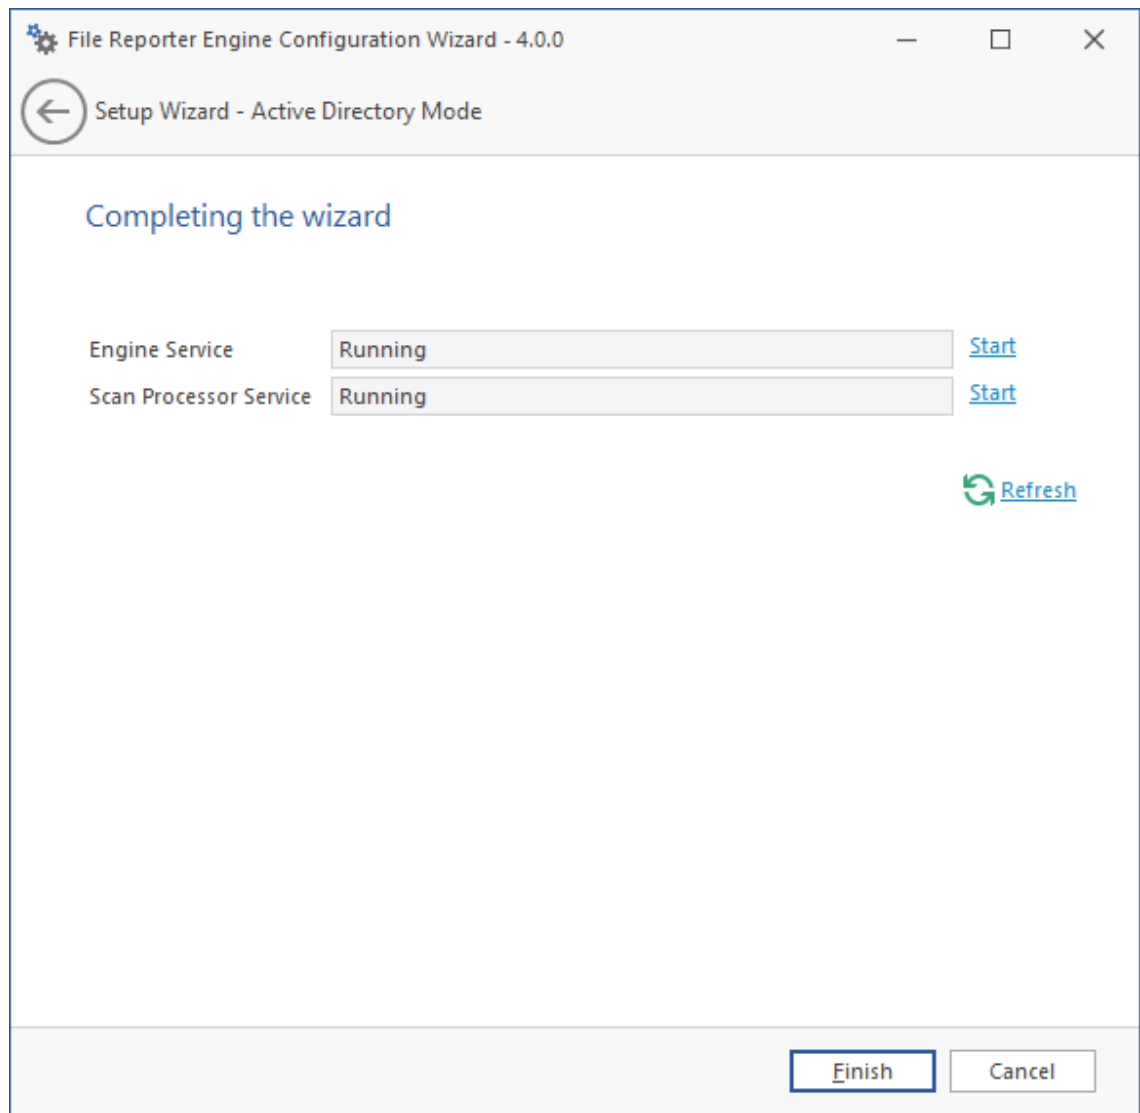 File Reporter Engine Configuration Wizard - 4.0.0
Setup Wizard - Active Directory Mode
Completing the wizard
Engine Service Running Start
Scan Processor Service Running Start
Refresh
Finish Cancel